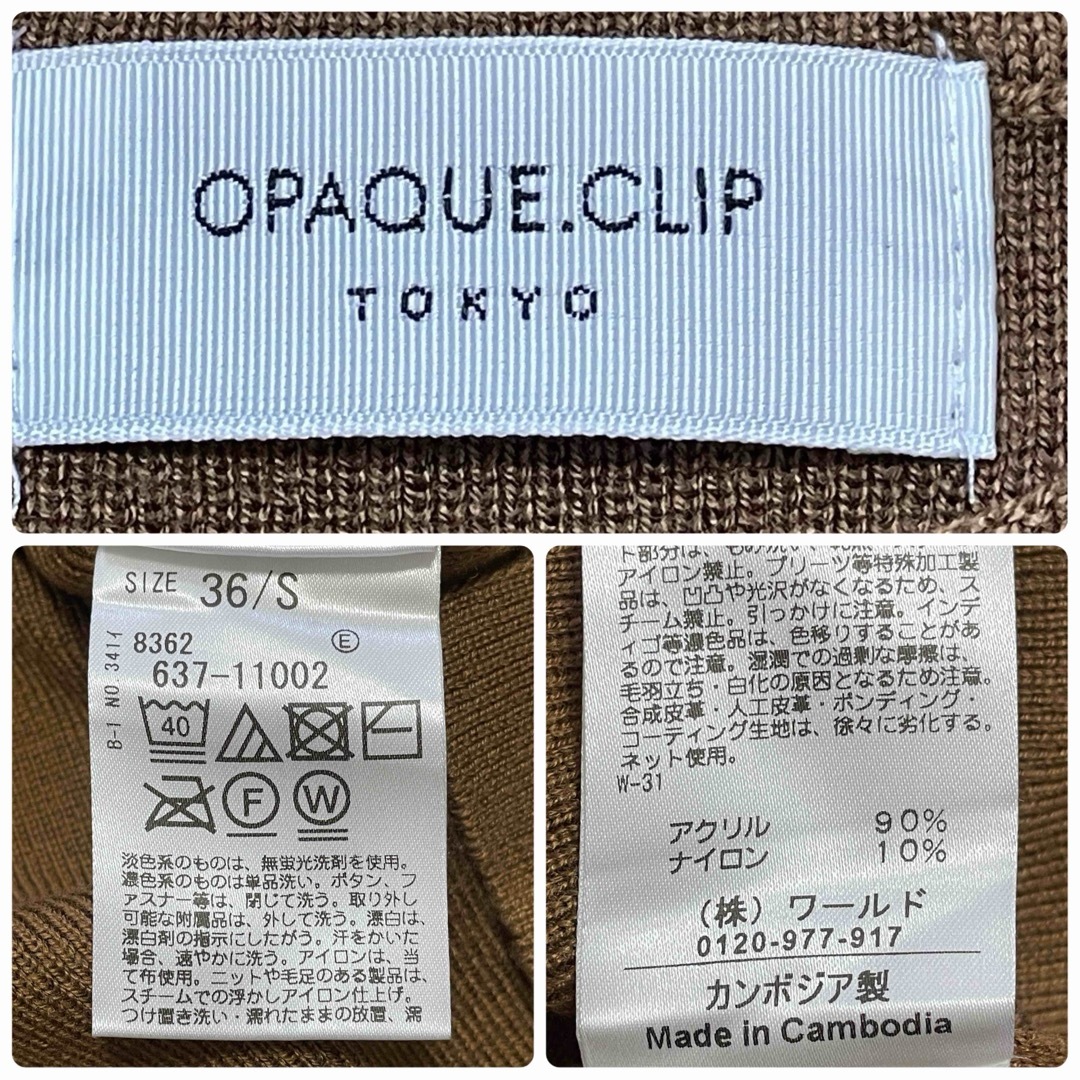 OPAQUE.CLIP
TOKYO
SIZE 36/S
8362 E
637-11002
B-1 NO.341イ
40
F W
淡色系のものは、無蛍光洗剤を使用。
濃色系のものは単品洗い。ボタン、フ
ァスナー等は、閉じて洗う。取り外し
可能な附属品は、外して洗う。漂白は、
漂白剤の指示にしたがう。汗をかいた
場合、速やかに洗う。アイロンは、当
て布使用。ニットや毛足のある製品は、
スチームでの浮かしアイロン仕上げ。
つけ置き洗い・濡れたままの放置、濡
ト部分は、もみ洗い
アイロン禁止。プリーツ等特殊加工製
品は、凹凸や光沢がなくなるため、ス
チーム禁止。引っかけに注意。インデ
ィゴ等濃色品は、色移りすることがあ
るので注意。湿潤での過剰な摩擦は、
毛羽立ち・白化の原因となるため注意。
合成皮革・人工皮革・ボンディング・
コーティング生地は、徐々に劣化する。
ネット使用。
W-31
アクリル 90%
ナイロン 10%
(株) ワールド
0120-977-917
カンボジア製
Made in Cambodia